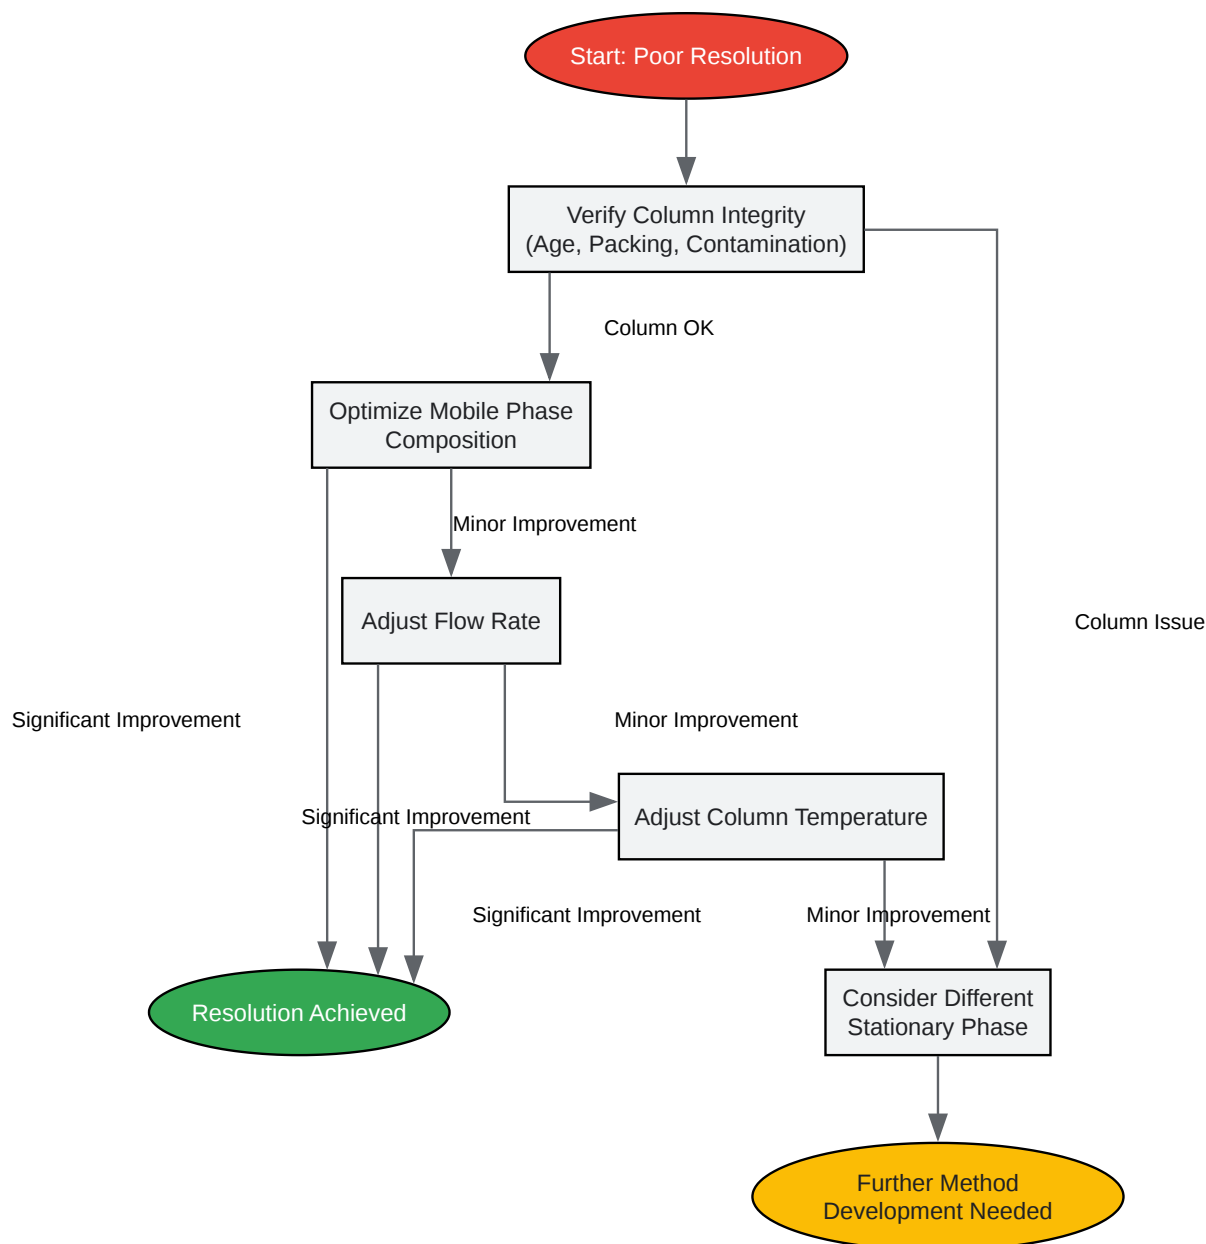 Start: Poor Resolution
Verify Column Integrity
(Age, Packing, Contamination)
Column OK
Optimize Mobile Phase
Composition
Minor Improvement
Adjust Flow Rate
Column Issue
Significant Improvement
Minor Improvement
Significant Improvement
Adjust Column Temperature
Significant Improvement
Minor Improvement
Resolution Achieved
Consider Different
Stationary Phase
Further Method
Development Needed